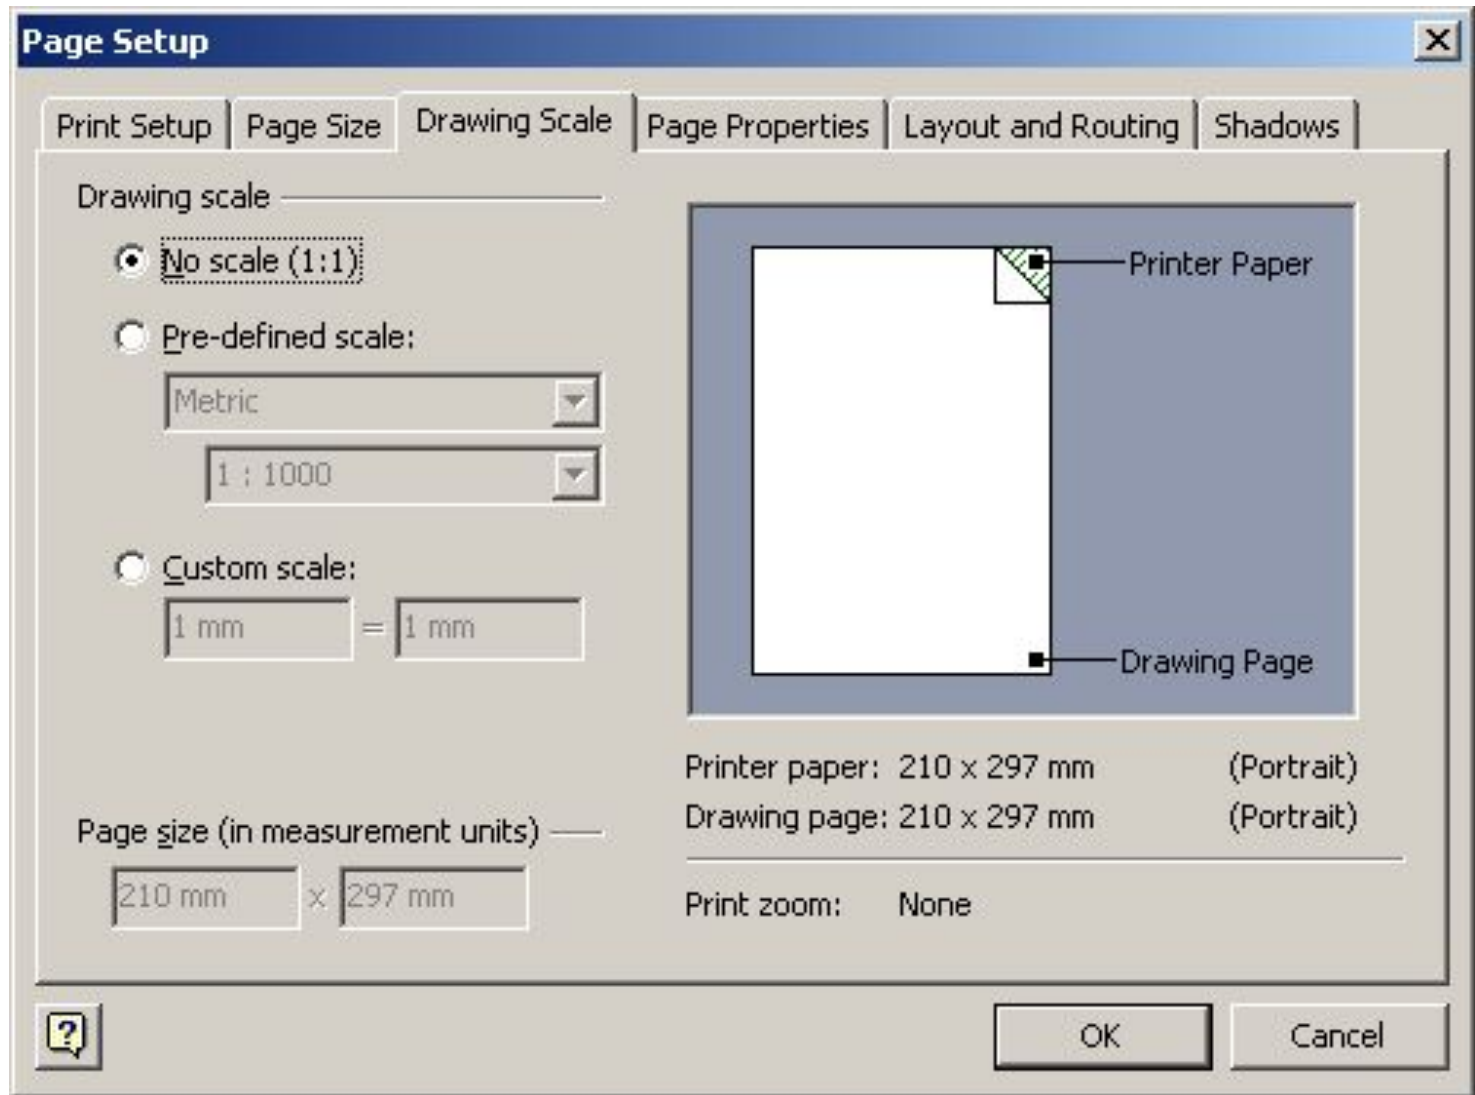 Page Setup
Print Setup
Page Size
Drawing Scale
Page Properties
Layout and Routing
Shadows
Drawing scale
No scale (1:1)
Pre-defined scale:
Metric
1 : 1000
Custom scale:
1 mm = 1 mm
Page size (in measurement units)
210 mm x 297 mm
Printer Paper
Drawing Page
Printer paper: 210 x 297 mm (Portrait)
Drawing page: 210 x 297 mm (Portrait)
Print zoom: None
?
OK
Cancel